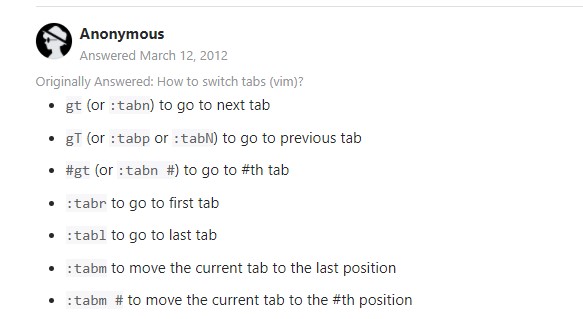 Anonymous
Answered March 12, 2012
Originally Answered: How to switch tabs (vim)?
• gt (or :tabn) to go to next tab
• gT (or :tabp or :tabN) to go to previous tab
• #gt (or :tabn #) to go to #th tab
• :tabr to go to first tab
• :tabl to go to last tab
• :tabm to move the current tab to the last position
• :tabm # to move the current tab to the #th position